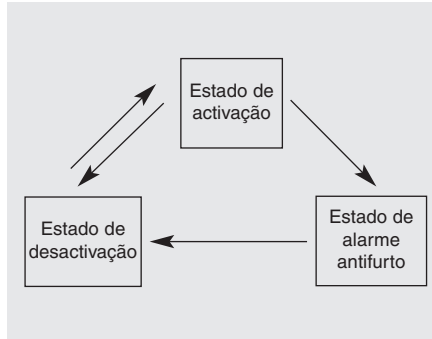 Estado de
activação
Estado de
desactivação
Estado de
alarme
antifurto